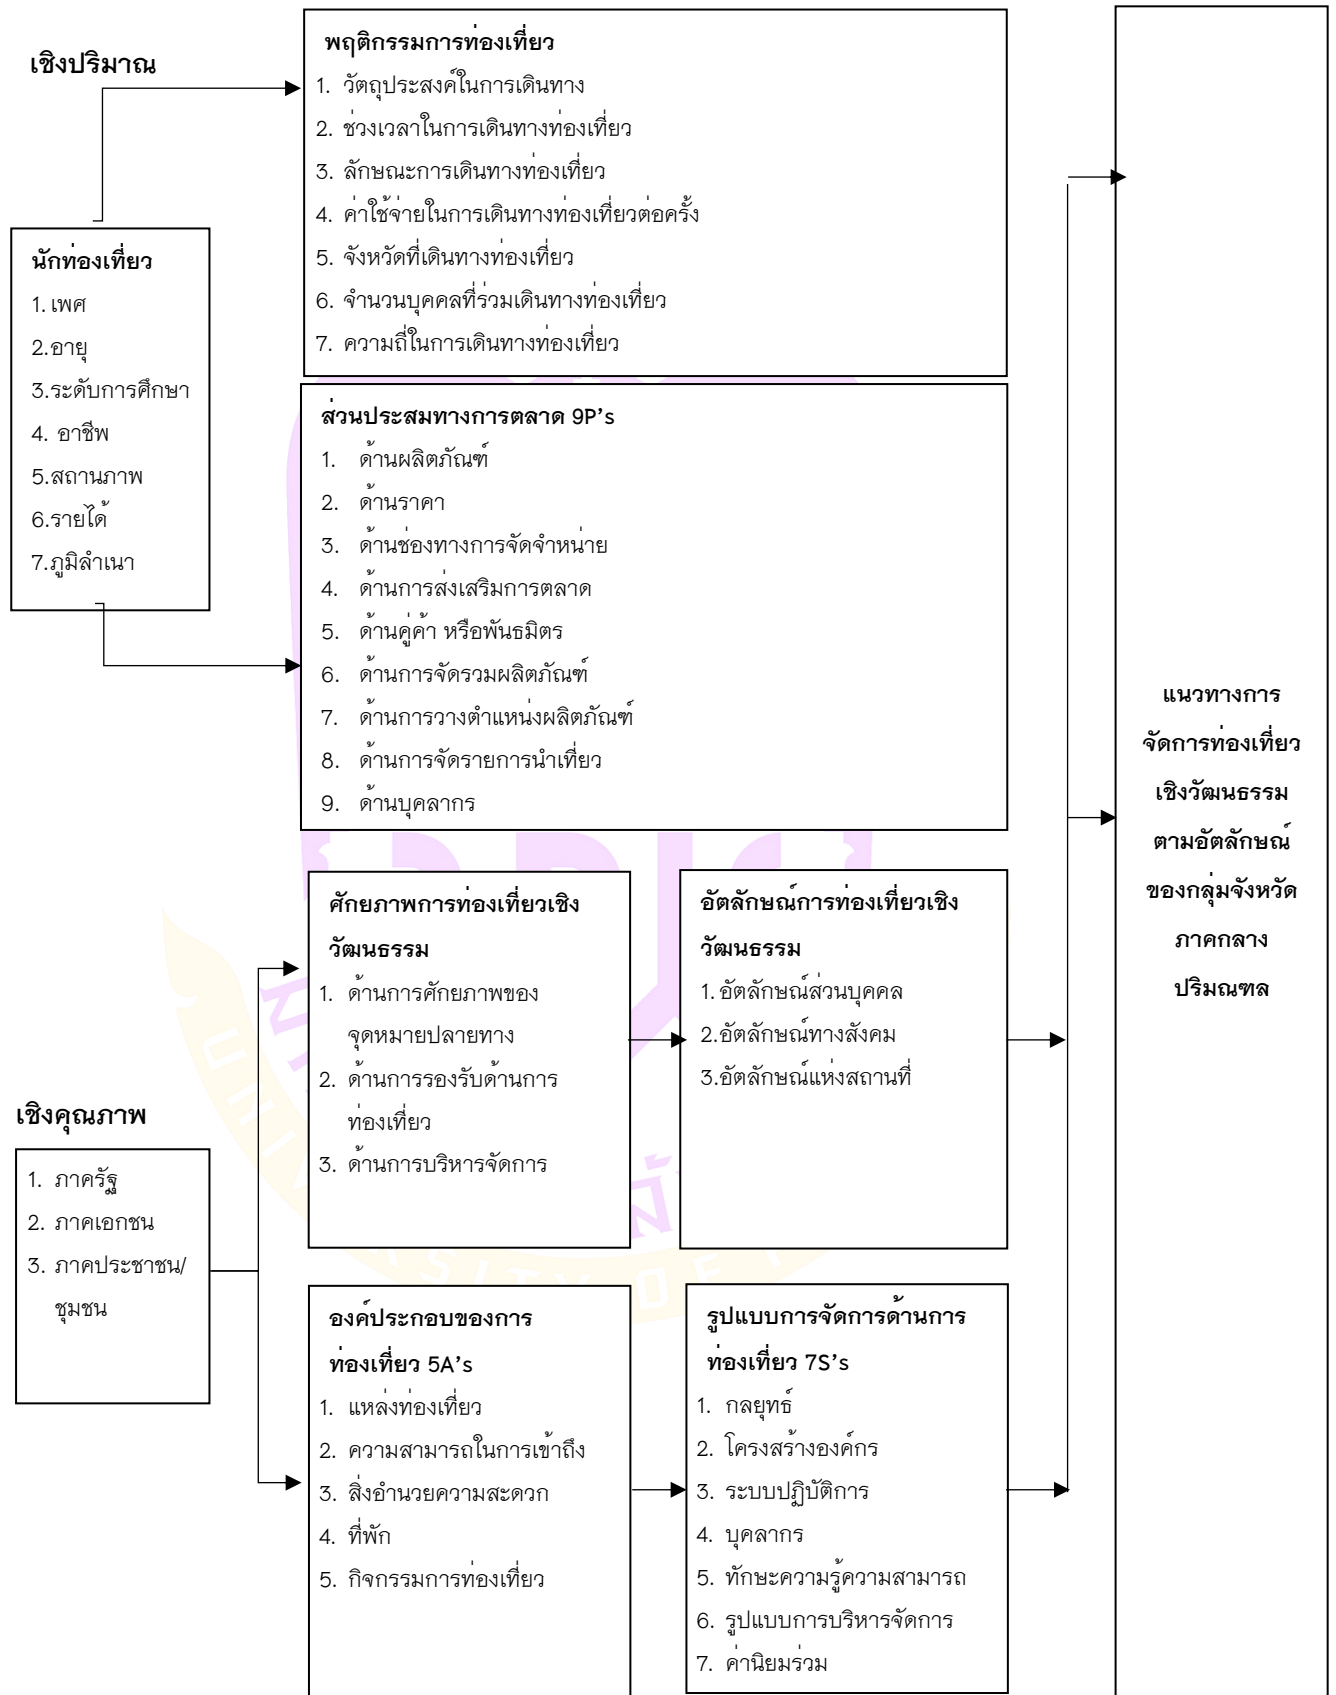 เชิงปริมาณ
พฤติกรรมการท่องเที่ยว
1. วัตถุประสงค์ในการเดินทาง
2. ช่วงเวลาในการเดินทางท่องเที่ยว
3. ลักษณะการเดินทางท่องเที่ยว
4. ค่าใช้จ่ายในการเดินทางท่องเที่ยวต่อครั้ง
5. จังหวัดที่เดินทางท่องเที่ยว
6. จำนวนบุคคลที่ร่วมเดินทางท่องเที่ยว
7. ความถี่ในการเดินทางท่องเที่ยว
นักท่องเที่ยว
1. เพศ
2.อายุ
3.ระดับการศึกษา
4. อาชีพ
5.สถานภาพ
6.รายได้
7.ภูมิลำเนา
ส่วนประสมทางการตลาด 9P's
1. ด้านผลิตภัณฑ์
2. ด้านราคา
3. ด้านช่องทางการจัดจำหน่าย
4. ด้านการส่งเสริมการตลาด
5. ด้านคู่ค้า หรือพันธมิตร
6. ด้านการจัดรวมผลิตภัณฑ์
7. ด้านการวางตำแหน่งผลิตภัณฑ์
8. ด้านการจัดรายการนำเที่ยว
9. ด้านบุคลากร
เชิงคุณภาพ
1. ภาครัฐ
2. ภาคเอกชน
3. ภาคประชาชน/
ชุมชน
ศักยภาพการท่องเที่ยวเชิง
วัฒนธรรม
1. ด้านการศักยภาพของ
จุดหมายปลายทาง
2. ด้านการรองรับด้านการ
ท่องเที่ยว
3. ด้านการบริหารจัดการ
อัตลักษณ์การท่องเที่ยวเชิง
วัฒนธรรม
1. อัตลักษณ์ส่วนบุคคล
2.อัตลักษณ์ทางสังคม
3.อัตลักษณ์แห่งสถานที่
องค์ประกอบของการ
ท่องเที่ยว 5A's
1. แหล่งท่องเที่ยว
2. ความสามารถในการเข้าถึง
3. สิ่งอำนวยความสะดวก
4. ที่พัก
5. กิจกรรมการท่องเที่ยว
รูปแบบการจัดการด้านการ
ท่องเที่ยว 7S's
1. กลยุทธ์
2. โครงสร้างองค์กร
3. ระบบปฏิบัติการ
4. บุคลากร
5. ทักษะความรู้ความสามารถ
6. รูปแบบการบริหารจัดการ
7. ค่านิยมร่วม
แนวทางการ
จัดการท่องเที่ยว
เชิงวัฒนธรรม
ตามอัตลักษณ์
ของกลุ่มจังหวัด
ภาคกลาง
ปริมณฑล